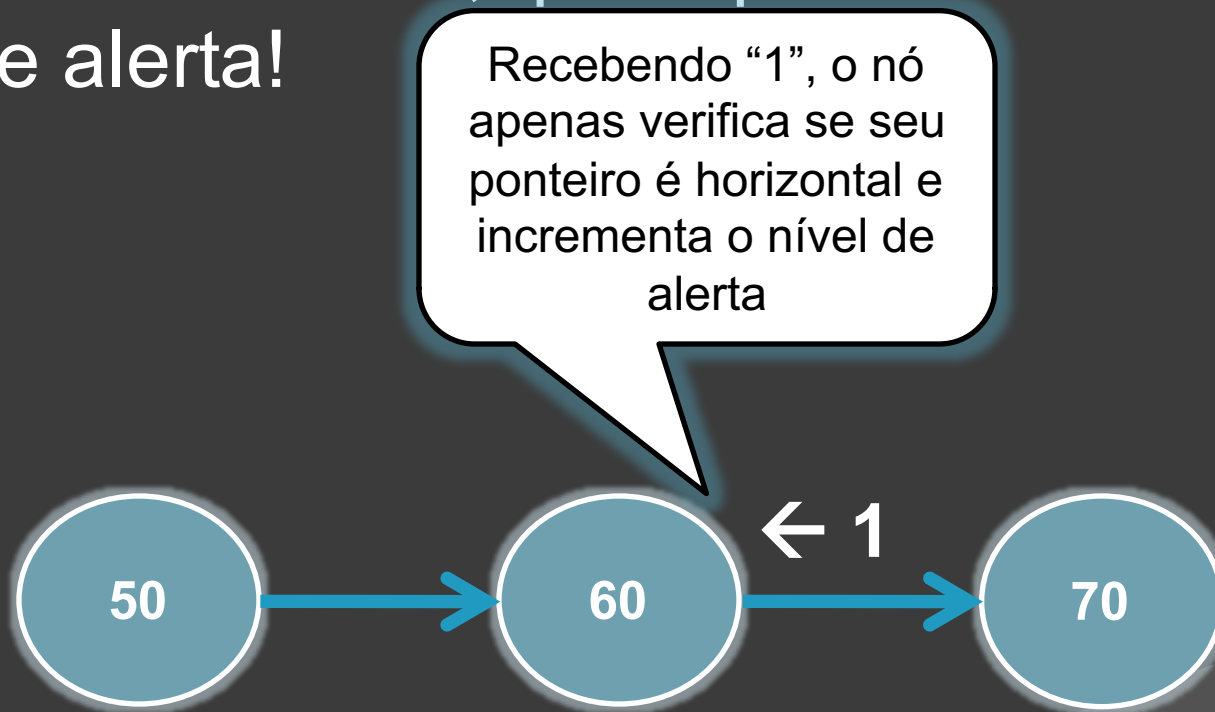 e alerta!
Recebendo “1”, o nó
apenas verifica se seu
ponteiro é horizontal e
incrementa o nível de
alerta
← 1
50
60
70